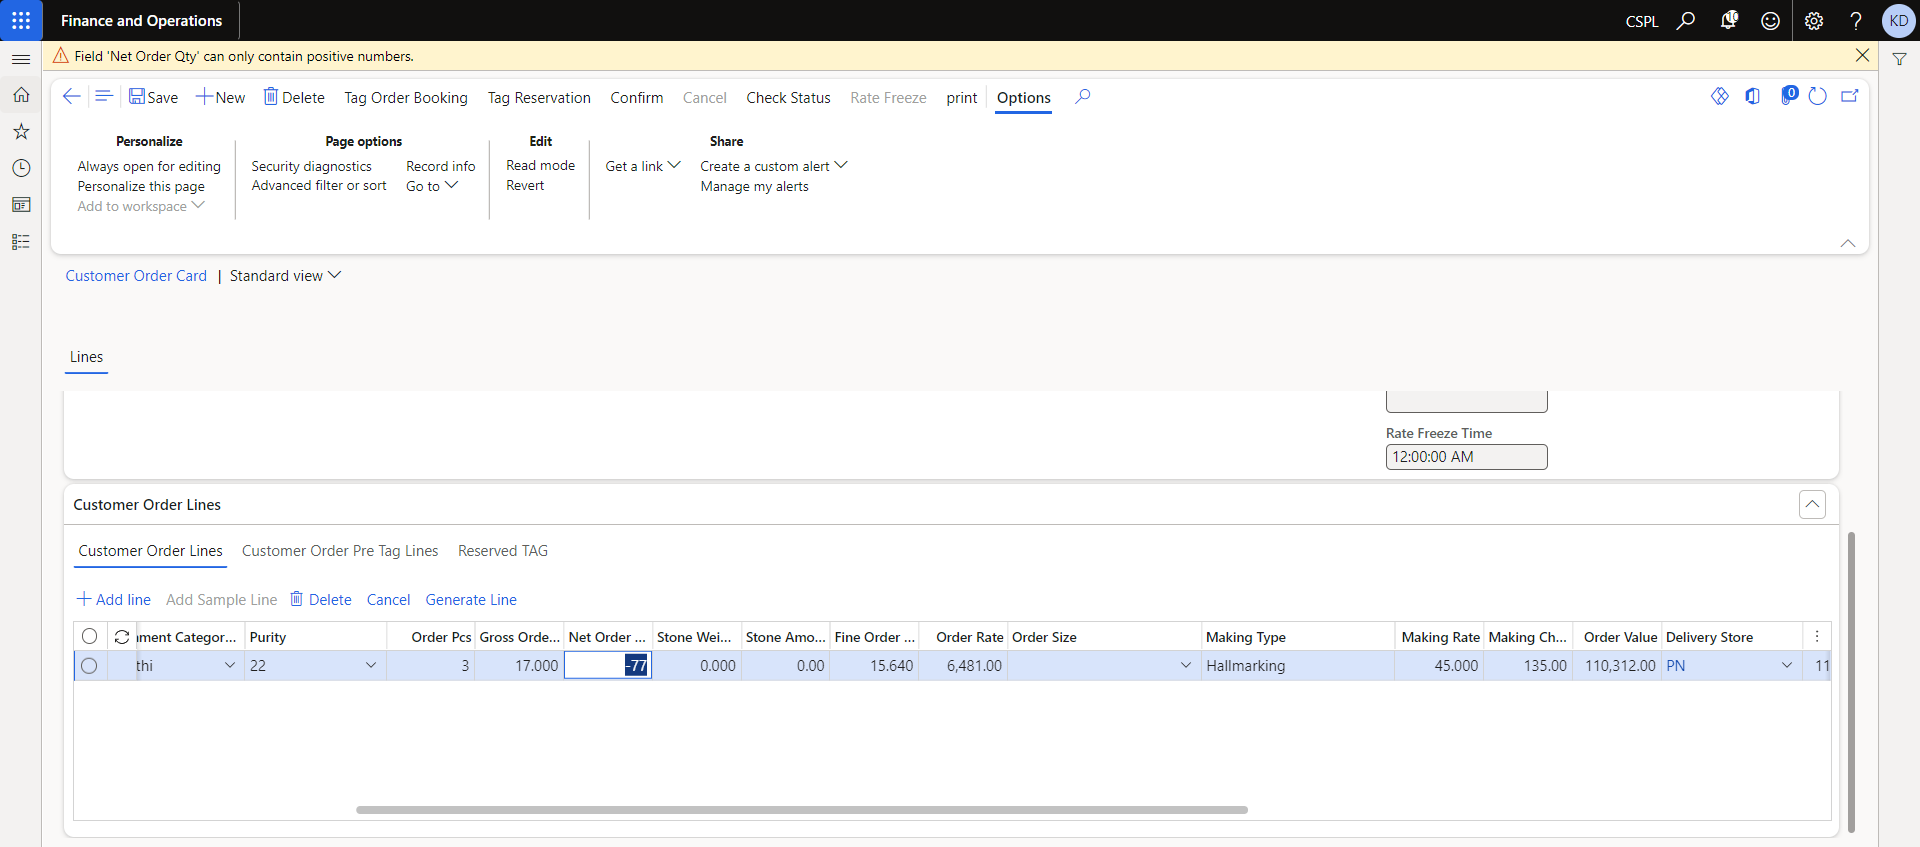 Finance and Operations
CSPL
10
KD
Field 'Net Order Qty' can only contain positive numbers.
Save
New
Delete
Tag Order Booking
Tag Reservation
Confirm
Cancel
Check Status
Rate Freeze
print
Options
0
Personalize
Always open for editing
Personalize this page
Add to workspace
Page options
Security diagnostics
Advanced filter or sort
Record info
Go to
Edit
Read mode
Revert
Share
Get a link
Create a custom alert
Manage my alerts
Customer Order Card | Standard view
Lines
Rate Freeze Time
12:00:00 AM
Customer Order Lines
Customer Order Lines Customer Order Pre Tag Lines Reserved TAG
Add line Add Sample Line Delete Cancel Generate Line
ment Categor... Purity Order Pcs Gross Orde... Net Order ... Stone Wei... Stone Amo... Fine Order ... Order Rate Order Size Making Type Making Rate Making Ch... Order Value Delivery Store
thi 22 3 17.000 -77 0.000 0.00 15.640 6,481.00 Hallmarking 45.000 135.00 110,312.00 PN 11